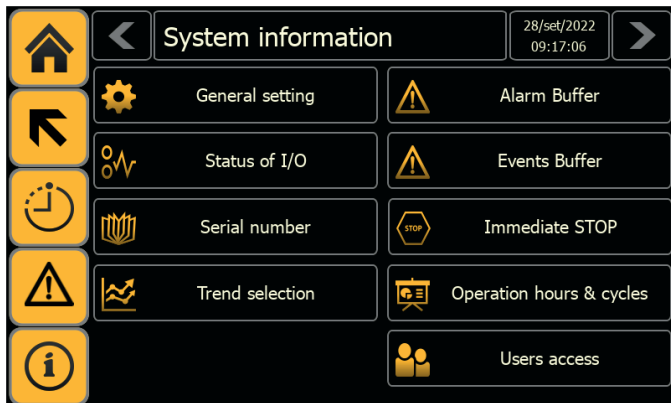 System information
28/set/2022
09:17:06
General setting
Alarm Buffer
Status of I/O
Events Buffer
Serial number
STOP
Immediate STOP
Trend selection
Operation hours & cycles
Users access